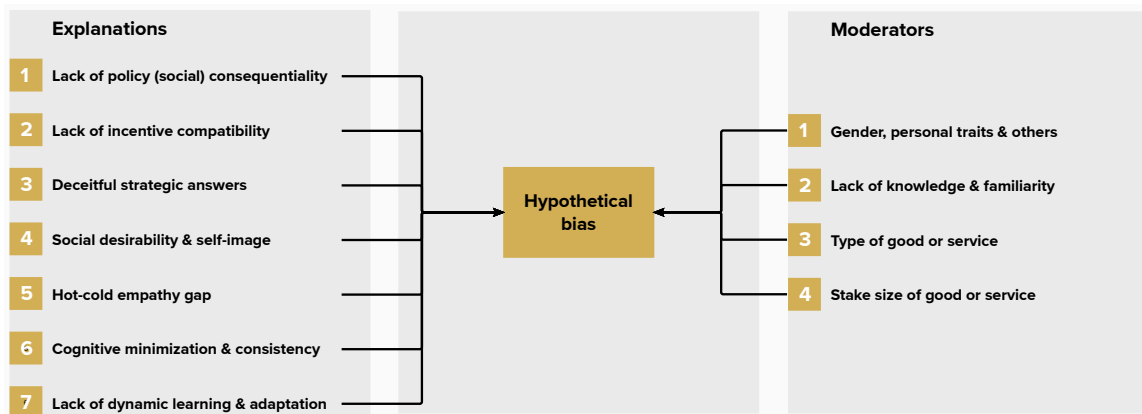 Explanations
1 Lack of policy (social) consequentiality
2 Lack of incentive compatibility
3 Deceitful strategic answers
4 Social desirability & self-image
5 Hot-cold empathy gap
6 Cognitive minimization & consistency
7 Lack of dynamic learning & adaptation
Hypothetical
bias
Moderators
1 Gender, personal traits & others
2 Lack of knowledge & familiarity
3 Type of good or service
4 Stake size of good or service